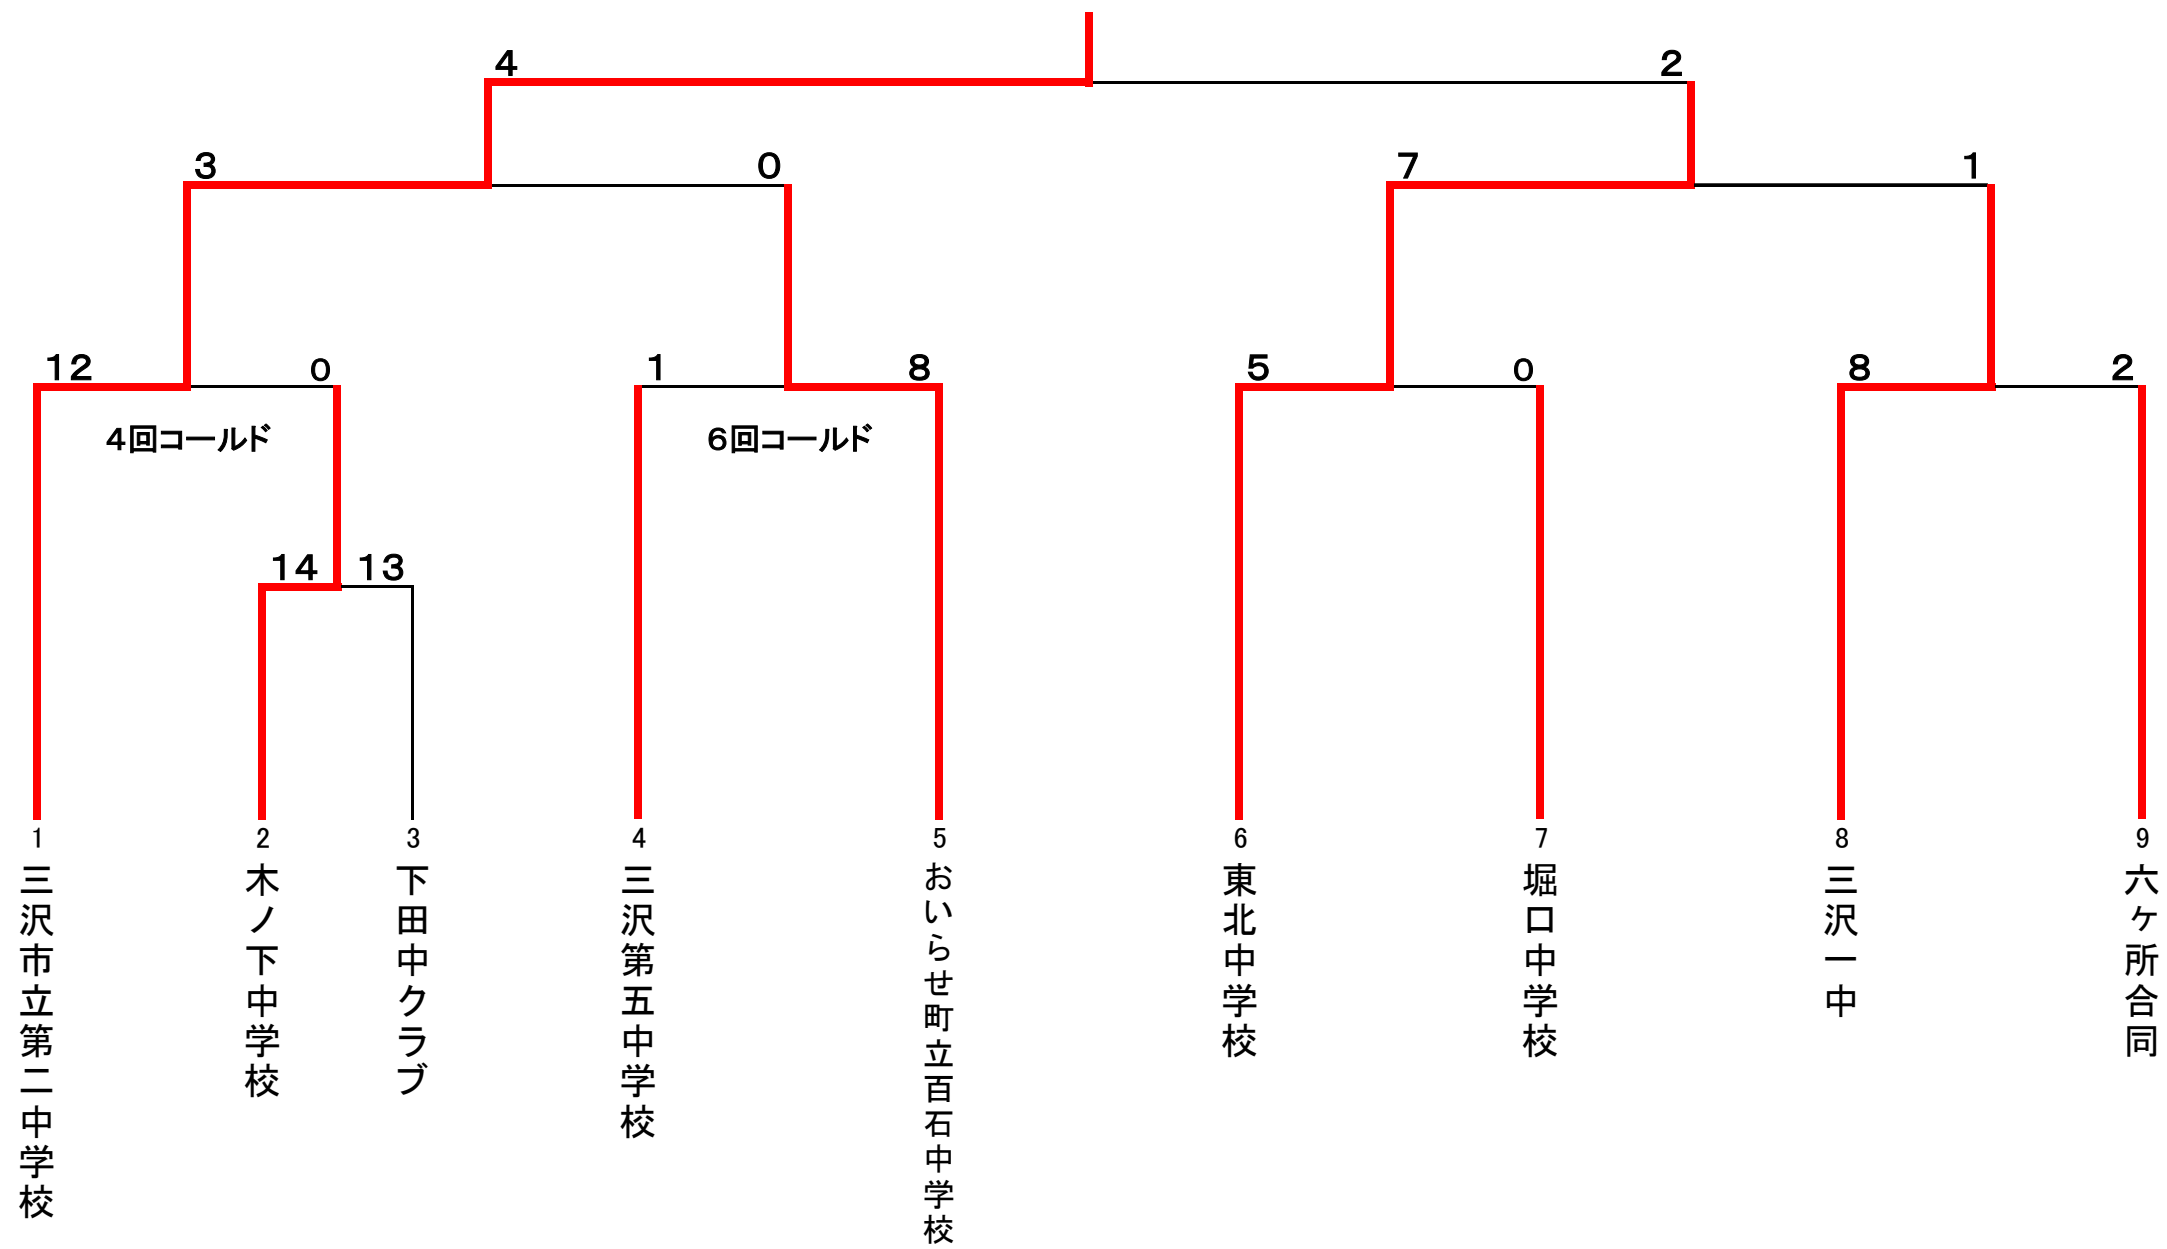 4
2
3
0
7
1
12
0
1
8
5
0
8
2
4回コールド
6回コールド
14
13
1
2
3
4
5
6
7
8
9
三沢市立第二中学校
木ノ下中学校
下田中クラブ
三沢第五中学校
おいらせ町立百石中学校
東北中学校
堀口中学校
三沢一中
六ヶ所合同